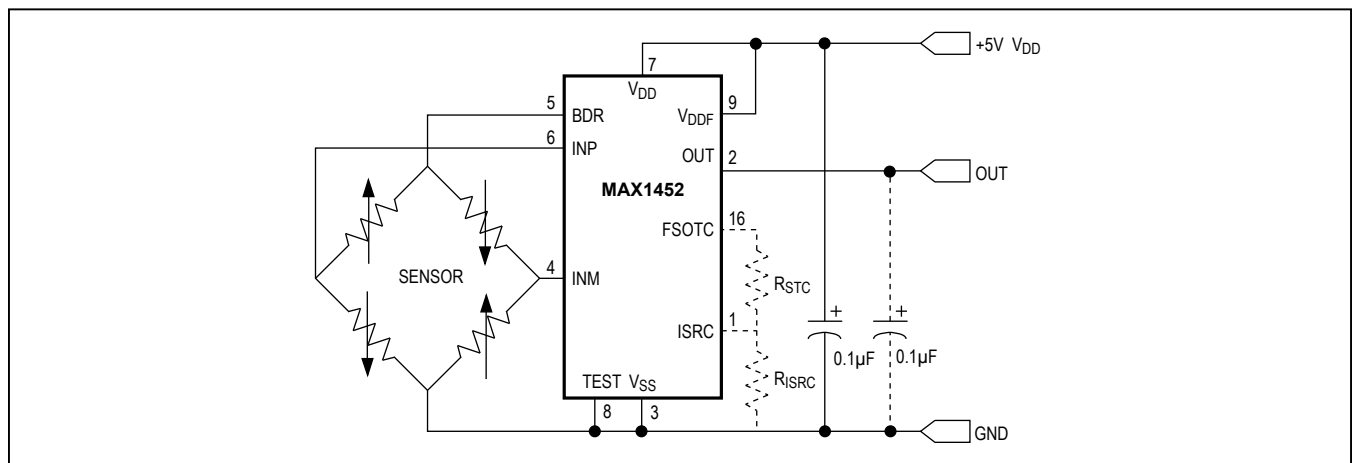 +5V VDD
7
VDD
5
BDR
9
VDDF
6
INP
OUT
2
OUT
MAX1452
16
FSOTC
RSTC
SENSOR
4
INM
1
ISRC
+
+
0.1µF
0.1µF
RISRC
TEST VSS
8
3
GND